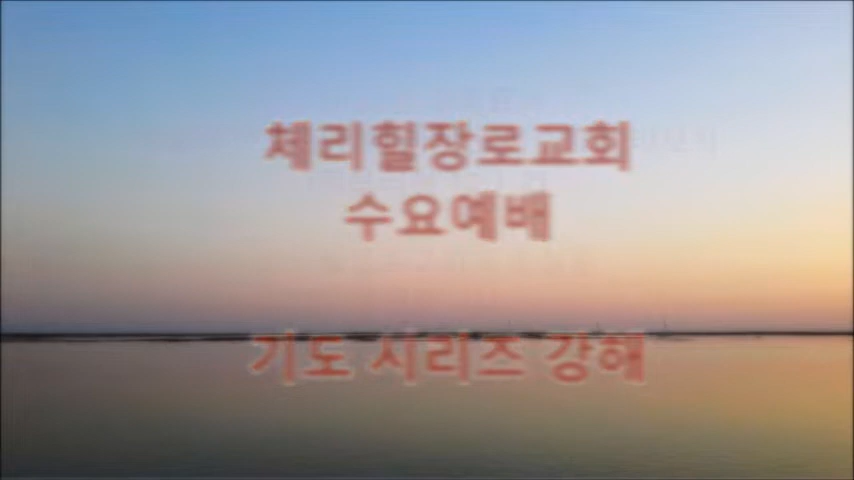 체리힐장로교회
수요예배
기도 시리즈 강해